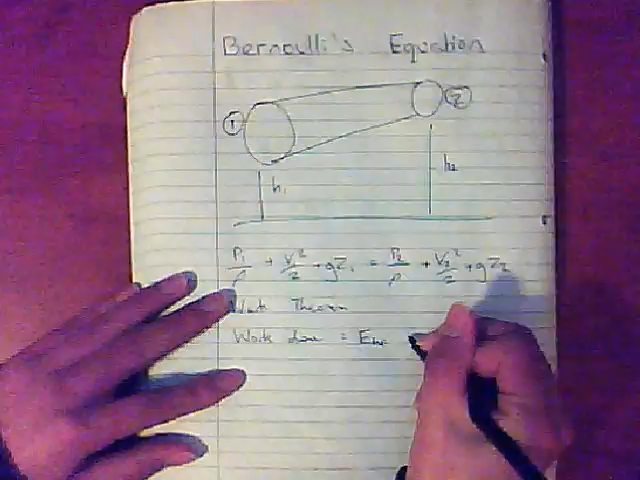 Bernoulli's Equation
① ②
h₁ h₂
P₁/ρ + V₁²/2 + gZ₁ = P₂/ρ + V₂²/2 + gZ₂
Work Theorem
Work done =